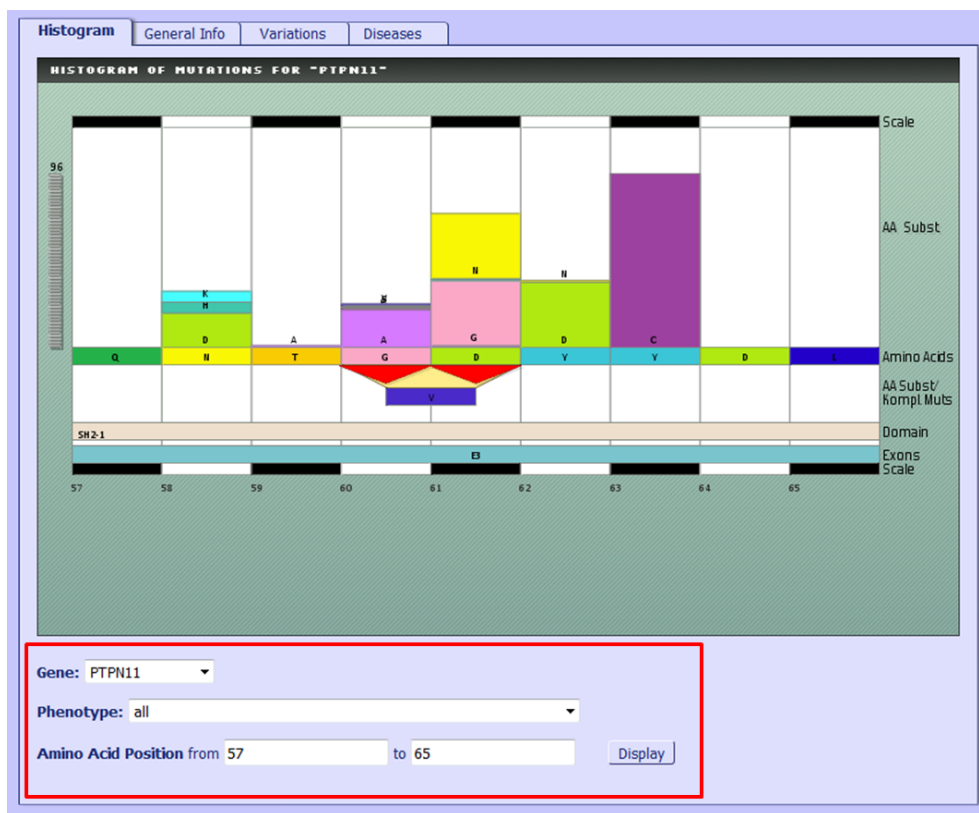 Histogram General Info Variations Diseases
HISTOGRAM OF MUTATIONS FOR "PTPN11"
Scale
96
AA Subst
N
N
K
M
D A A G D C
Q N T G D Y Y D L Amino Acids
AA Subst/
Kompl. Muts
V
SH2-1 Domain
E3 Exons
Scale
57 58 59 60 61 62 63 64 65
Gene: PTPN11
Phenotype: all
Amino Acid Position from 57 to 65 Display